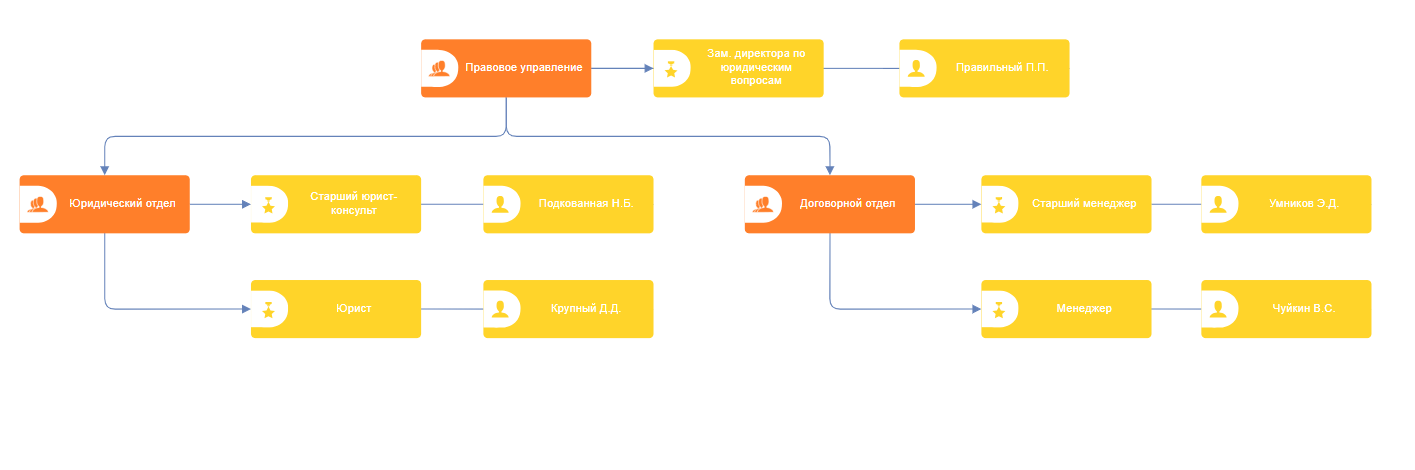 Правовое управление
Зам. директора по
юридическим
вопросам
Правильный П.П.
Юридический отдел
Старший юрист-
консульт
Подкованная Н.Б.
Договорной отдел
Старший менеджер
Умников Э.Д.
Юрист
Крупный Д.Д.
Менеджер
Чуйкин В.С.